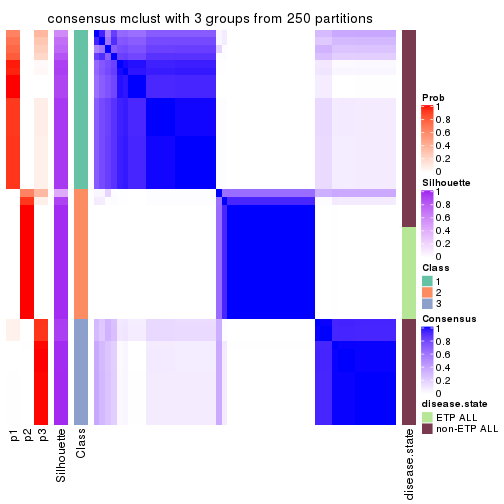 consensus mclust with 3 groups from 250 partitions
Prob
1
0.8
0.6
0.4
0.2
0
Silhouette
1
0.8
0.6
0.4
0.2
0
Class
1
2
3
Consensus
1
0.8
0.6
0.4
0.2
0
disease.state
ETP ALL
non-ETP ALL
p1
p2
p3
Silhouette
Class
disease.state